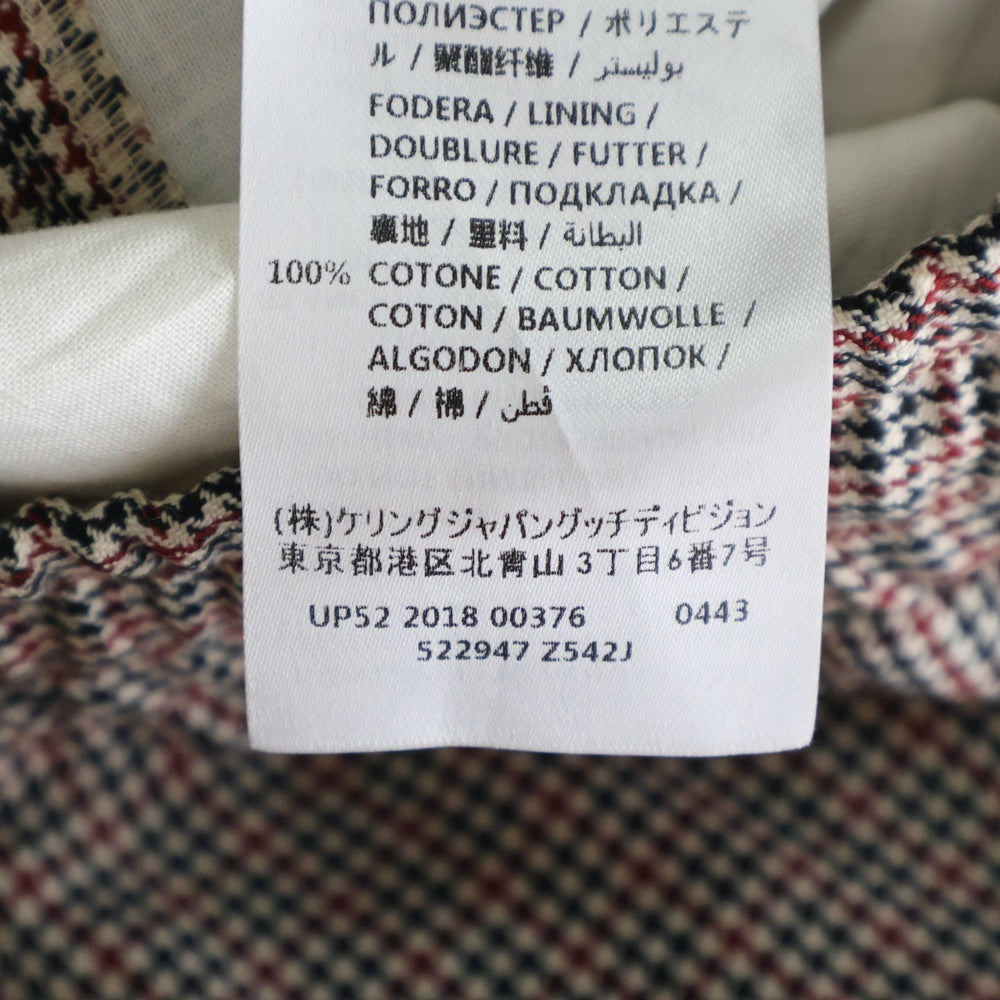 ПОЛИЭСТЕР / ポリエステ
ル / 聚酯纤维 / بوليستر
FODERA / LINING /
DOUBLURE / FUTTER /
FORRO / ПОДКЛАДКА /
裏地 / 里料 / البطانة
100% COTONE / COTTON /
COTON / BAUMWOLLE /
ALGODON / ХЛОПОК /
綿 / 棉 / قطن
(株)ケリングジャパングッチディビジョン
東京都港区北青山 3丁目6番7号
UP52 2018 00376 0443
522947 Z542J